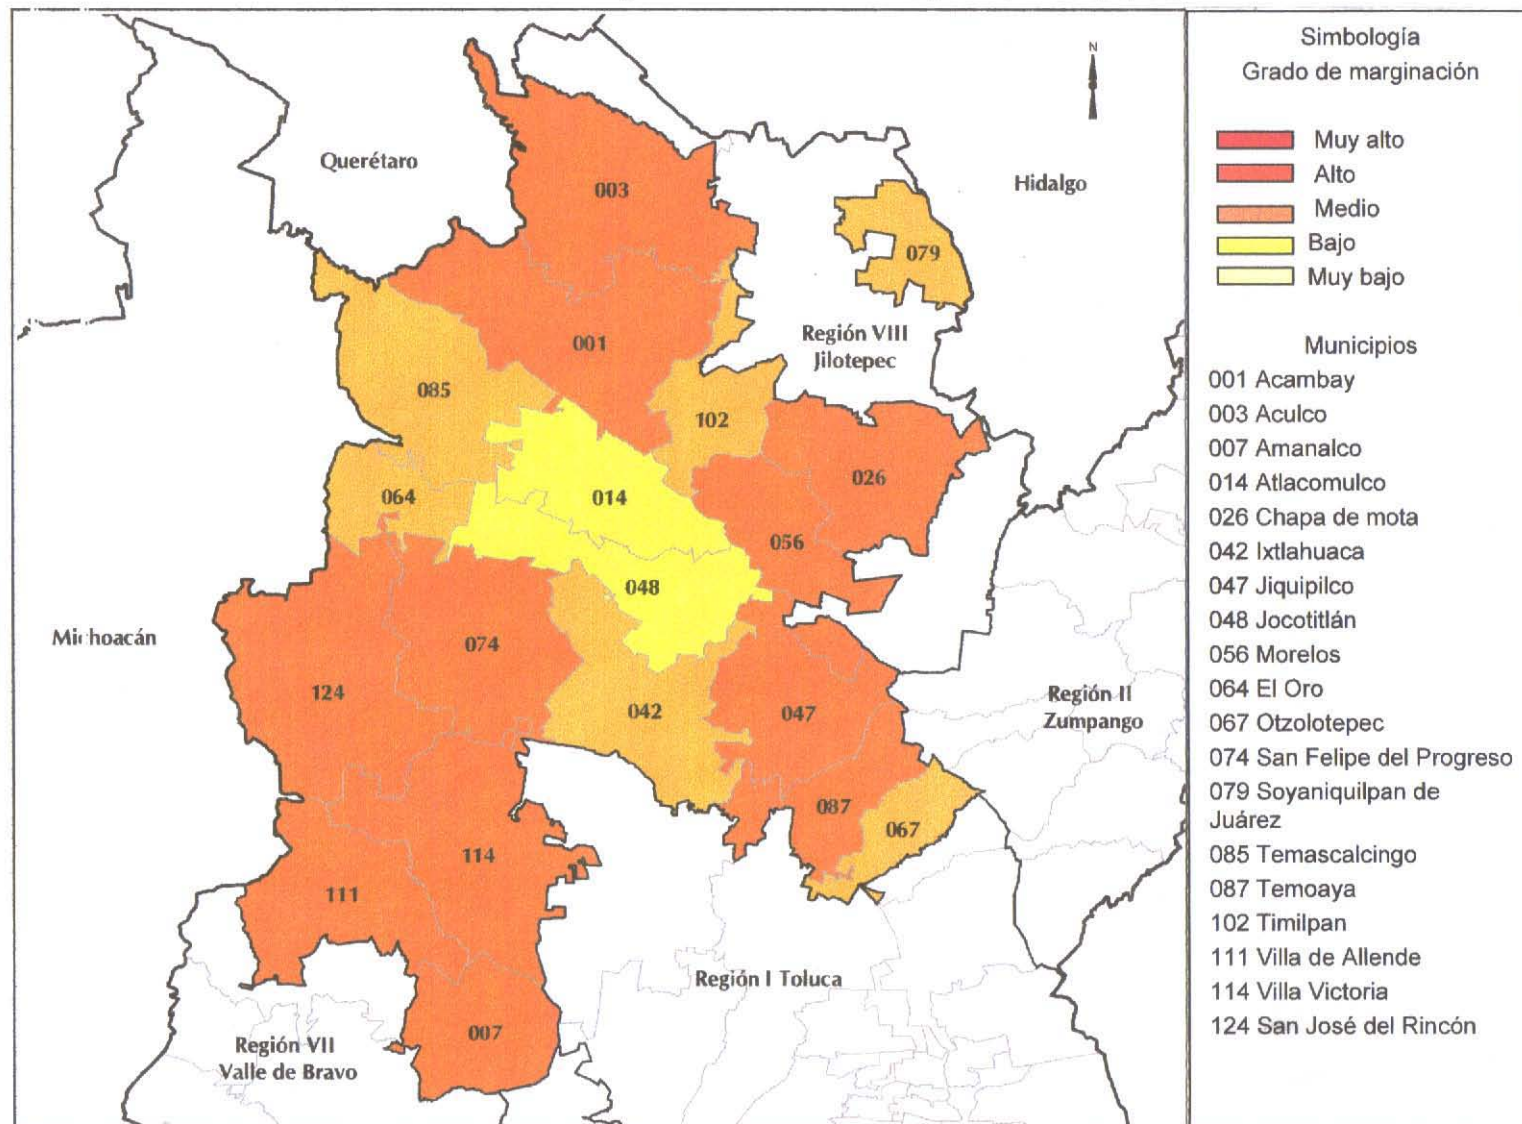 N
Querétaro
Hidalgo
003
079
001
Región VIII
Jilotepec
085
102
026
064
014
056
048
Michoacán
074
124
042
047
Región II
Zumpango
087
067
114
111
Región I Toluca
007
Región VII
Valle de Bravo
Simbología
Grado de marginación
Muy alto
Alto
Medio
Bajo
Muy bajo
Municipios
001 Acambay
003 Aculco
007 Amanalco
014 Atlacomulco
026 Chapa de mota
042 Ixtlahuaca
047 Jiquipilco
048 Jocotitlán
056 Morelos
064 El Oro
067 Otzolotepec
074 San Felipe del Progreso
079 Soyaniquilpan de
Juárez
085 Temascalcingo
087 Temoaya
102 Timilpan
111 Villa de Allende
114 Villa Victoria
124 San José del Rincón